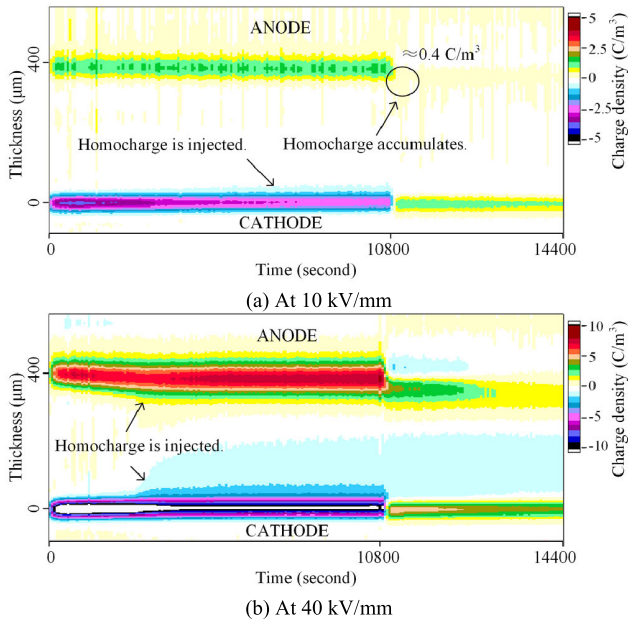 ANODE
≈0.4 C/m³
Homocharge is injected.
Homocharge accumulates.
CATHODE
400
0
Thickness (μm)
0
10800
14400
Time (second)
5
2.5
0
-2.5
-5
Charge density (C/m³)
(a) At 10 kV/mm
ANODE
Homocharge is injected.
CATHODE
400
0
Thickness (μm)
0
10800
14400
Time (second)
10
5
0
-5
-10
Charge density (C/m³)
(b) At 40 kV/mm